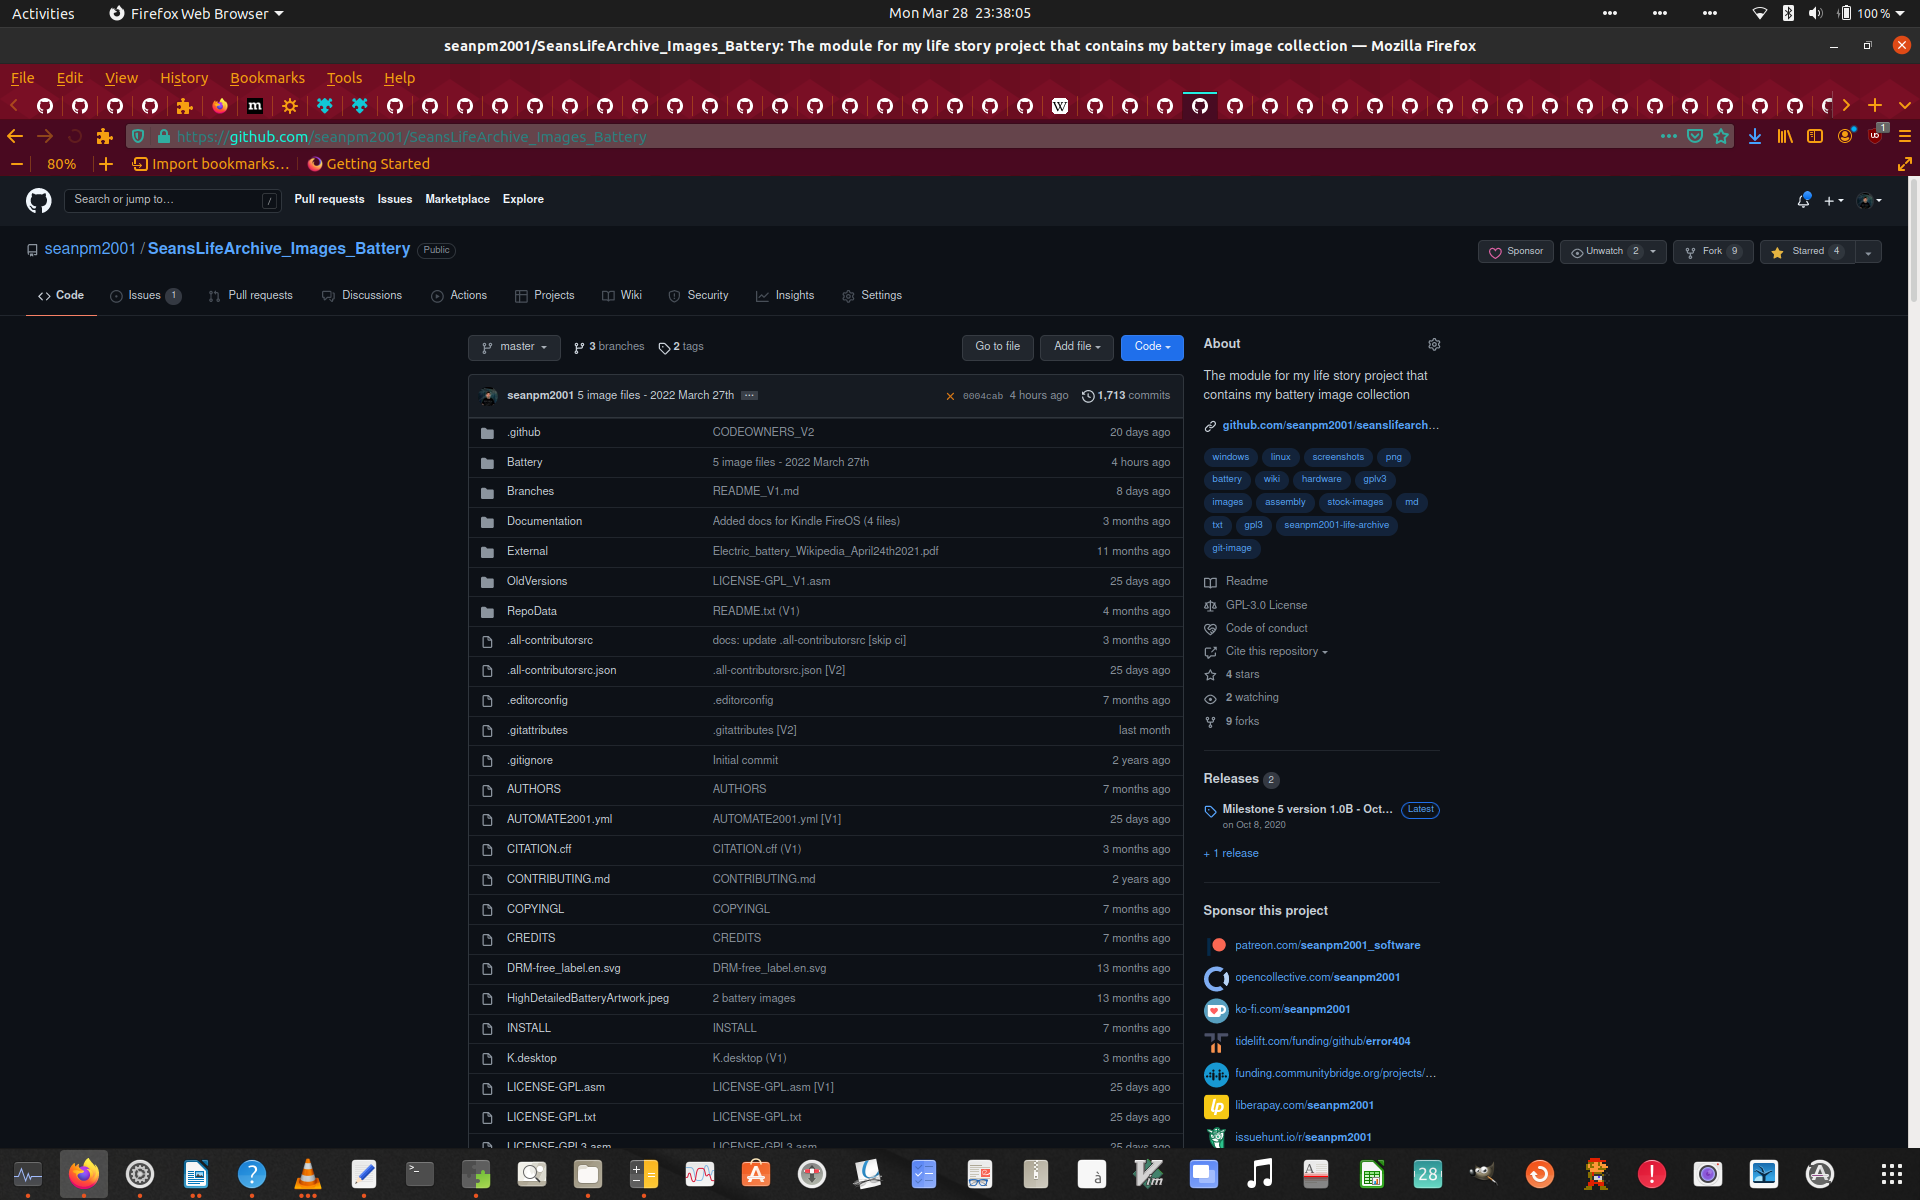 Activities Firefox Web Browser Mon Mar 28 23:38:05 100 %
seanpm2001/SeansLifeArchive_Images_Battery: The module for my life story project that contains my battery image collection — Mozilla Firefox
File Edit View History Bookmarks Tools Help
https://github.com/seanpm2001/SeansLifeArchive_Images_Battery 1
80% Import bookmarks... Getting Started
Search or jump to... / Pull requests Issues Marketplace Explore
seanpm2001 / SeansLifeArchive_Images_Battery Public Sponsor Unwatch 2 Fork 9 Starred 4
Code Issues 1 Pull requests Discussions Actions Projects Wiki Security Insights Settings
master 3 branches 2 tags Go to file Add file Code
seanpm2001 5 image files - 2022 March 27th ... 0004cab 4 hours ago 1,713 commits
.github CODEOWNERS_V2 20 days ago
Battery 5 image files - 2022 March 27th 4 hours ago
Branches README_V1.md 8 days ago
Documentation Added docs for Kindle FireOS (4 files) 3 months ago
External Electric_battery_Wikipedia_April24th2021.pdf 11 months ago
OldVersions LICENSE-GPL_V1.asm 25 days ago
RepoData README.txt (V1) 4 months ago
.all-contributorsrc docs: update .all-contributorsrc [skip ci] 3 months ago
.all-contributorsrc.json .all-contributorsrc.json [V2] 25 days ago
.editorconfig .editorconfig 7 months ago
.gitattributes .gitattributes [V2] last month
.gitignore Initial commit 2 years ago
AUTHORS AUTHORS 7 months ago
AUTOMATE2001.yml AUTOMATE2001.yml [V1] 25 days ago
CITATION.cff CITATION.cff (V1) 3 months ago
CONTRIBUTING.md CONTRIBUTING.md 2 years ago
COPYINGL COPYINGL 7 months ago
CREDITS CREDITS 7 months ago
DRM-free_label.en.svg DRM-free_label.en.svg 13 months ago
HighDetailedBatteryArtwork.jpeg 2 battery images 13 months ago
INSTALL INSTALL 7 months ago
K.desktop K.desktop (V1) 3 months ago
LICENSE-GPL.asm LICENSE-GPL.asm [V1] 25 days ago
LICENSE-GPL.txt LICENSE-GPL.txt 25 days ago
LICENSE-GPL3.asm LICENSE-GPL3.asm 25 days ago
About
The module for my life story project that
contains my battery image collection
github.com/seanpm2001/seanslifearch...
windows linux screenshots png
battery wiki hardware gplv3
images assembly stock-images md
txt gpl3 seanpm2001-life-archive
git-image
Readme
GPL-3.0 License
Code of conduct
Cite this repository
4 stars
2 watching
9 forks
Releases 2
Milestone 5 version 1.0B - Oct... Latest
on Oct 8, 2020
+ 1 release
Sponsor this project
patreon.com/seanpm2001_software
opencollective.com/seanpm2001
ko-fi.com/seanpm2001
tidelift.com/funding/github/error404
funding.communitybridge.org/projects/...
liberapay.com/seanpm2001
issuehunt.io/r/seanpm2001
28